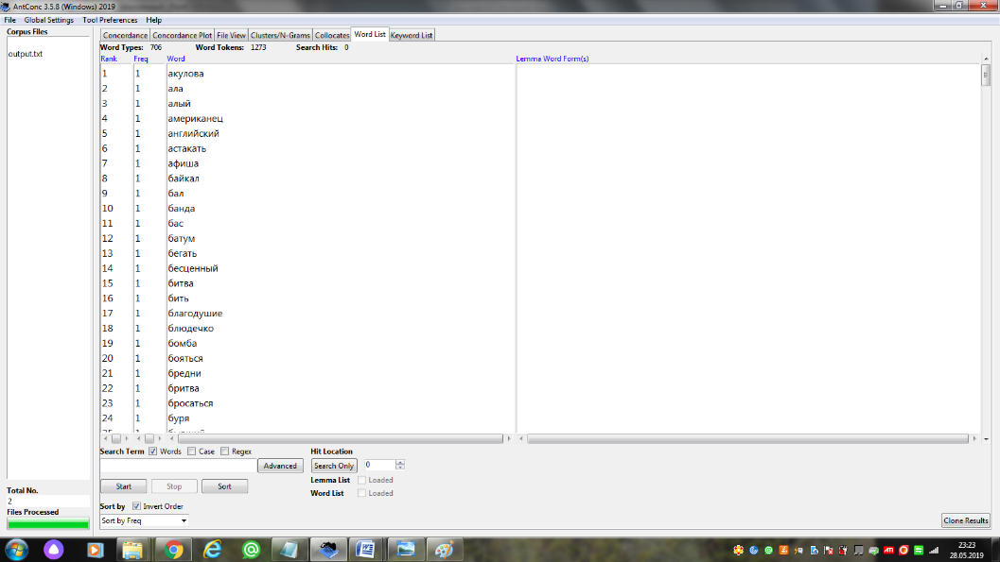 AntConc 3.5.8 (Windows) 2019
File Global Settings Tool Preferences Help
Corpus Files
output.txt
Concordance Concordance Plot File View Clusters/N-Grams Collocates Word List Keyword List
Word Types: 706 Word Tokens: 1273 Search Hits: 0
Rank Freq Word Lemma Word Form(s)
1 1 акулова
2 1 ала
3 1 алый
4 1 американец
5 1 английский
6 1 астакать
7 1 афиша
8 1 байкал
9 1 бал
10 1 банда
11 1 бас
12 1 батум
13 1 бегать
14 1 бесценный
15 1 битва
16 1 бить
17 1 благодушие
18 1 блюдечко
19 1 бомба
20 1 бояться
21 1 бредни
22 1 бритва
23 1 бросаться
24 1 буря
Search Term Words Case Regex Hit Location
Advanced Search Only 0
Lemma List Loaded
Start Stop Sort
Word List Loaded
Total No.
2
Sort by Invert Order
Files Processed
Sort by Freq Clone Results
23:23
28.05.2019